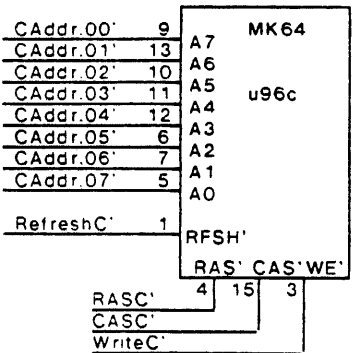 CAddr.00' 9 A7 MK64
CAddr.01' 13 A6
CAddr.02' 10 A5 u96c
CAddr.03' 11 A4
CAddr.04' 12 A3
CAddr.05' 6 A2
CAddr.06' 7 A1
CAddr.07' 5 A0
RefreshC' 1 RFSH'
RAS' CAS' WE'
4 15 3
RASC'
CASC'
WriteC'